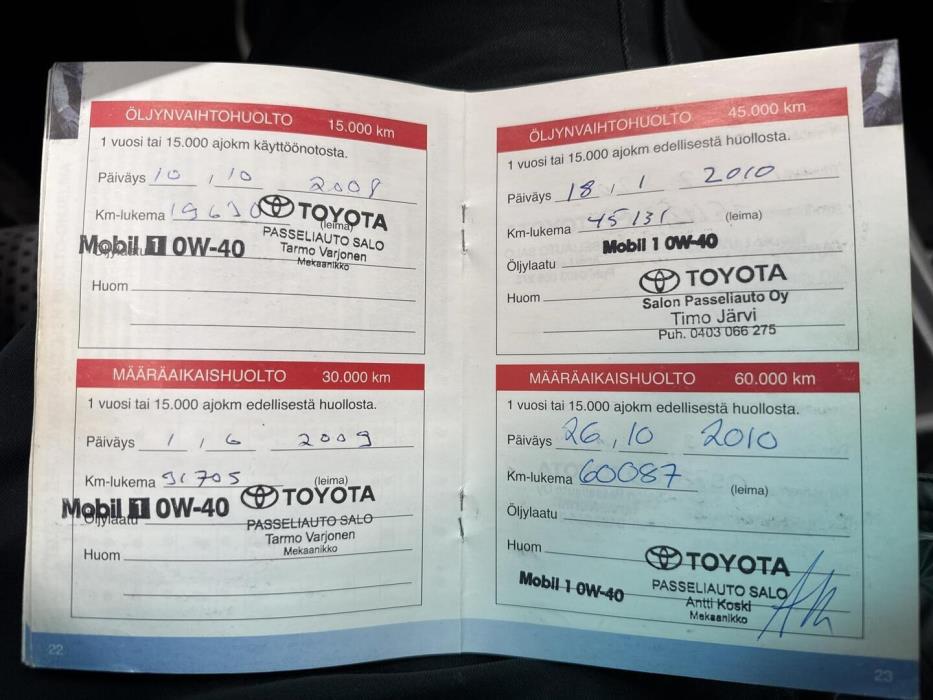 ÖLJYNVAIHTOHUOLTO 15.000 km
1 vuosi tai 15.000 ajokm käyttöönotosta.
Päiväys 10 , 10 2008
Km-lukema 19630
(leima)
TOYOTA
PASSELIAUTO SALO
Tarmo Varjonen
Mekaanikko
Öljylaatu Mobil 1 0W-40
Huom
MÄÄRÄAIKAISHUOLTO 30.000 km
1 vuosi tai 15.000 ajokm edellisestä huollosta.
Päiväys 1 , 6 2009
Km-lukema 31705
(leima)
TOYOTA
PASSELIAUTO SALO
Tarmo Varjonen
Mekaanikko
Öljylaatu Mobil 1 0W-40
Huom
22
ÖLJYNVAIHTOHUOLTO 45.000 km
1 vuosi tai 15.000 ajokm edellisestä huollosta.
Päiväys 18 , 1 2010
Km-lukema 45131
(leima)
Mobil 1 0W-40
Öljylaatu
TOYOTA
Huom
Salon Passeliauto Oy
Timo Järvi
Puh. 0403 066 275
MÄÄRÄAIKAISHUOLTO 60.000 km
1 vuosi tai 15.000 ajokm edellisestä huollosta.
Päiväys 26 , 10 2010
Km-lukema 60087
(leima)
Öljylaatu
Huom
TOYOTA
Mobil 1 0W-40
PASSELIAUTO SALO
Antti Koski
Mekaanikko
23